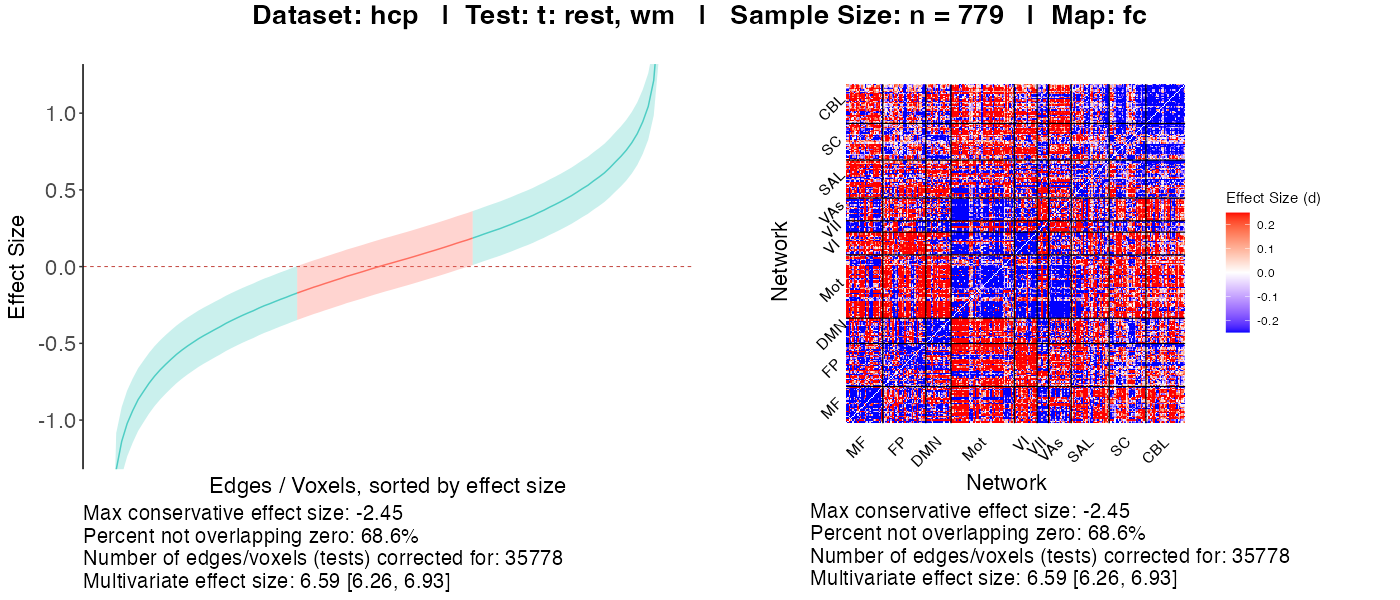 Dataset: hcp | Test: t: rest, wm | Sample Size: n = 779 | Map: fc
Effect Size
1.0
0.5
0.0
-0.5
-1.0
Edges / Voxels, sorted by effect size
Max conservative effect size: -2.45
Percent not overlapping zero: 68.6%
Number of edges/voxels (tests) corrected for: 35778
Multivariate effect size: 6.59 [6.26, 6.93]
Network
CBL
SC
SAL
VAs
VII
VI
Mot
DMN
FP
MF
MF FP DMN Mot VI VII VAs SAL SC CBL
Network
Effect Size (d)
0.2
0.1
0.0
-0.1
-0.2
Max conservative effect size: -2.45
Percent not overlapping zero: 68.6%
Number of edges/voxels (tests) corrected for: 35778
Multivariate effect size: 6.59 [6.26, 6.93]